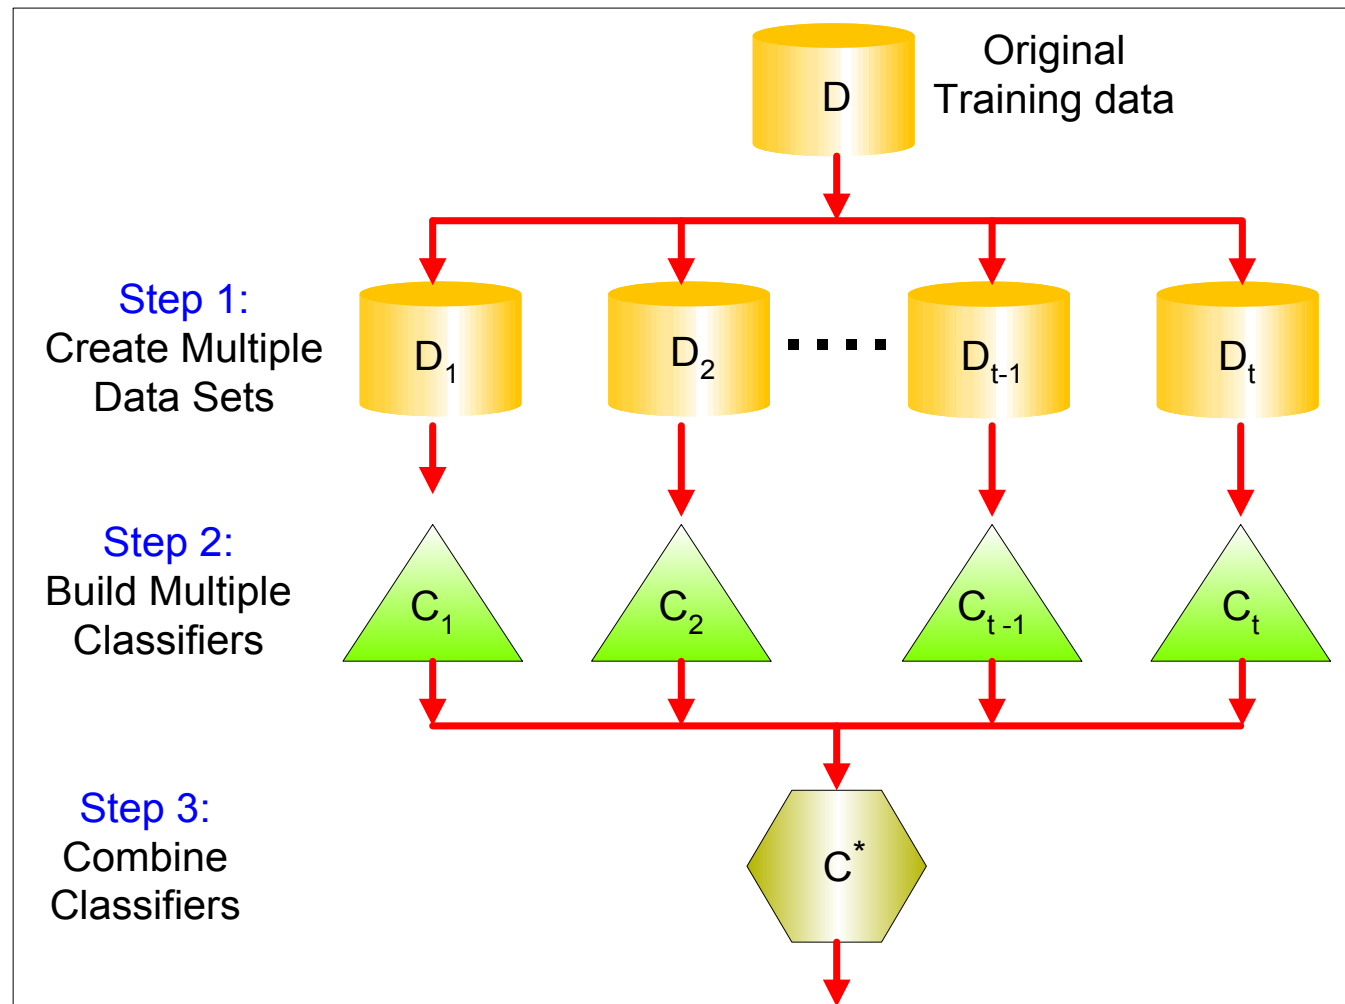 D
Original
Training data
Step 1:
Create Multiple
Data Sets
D1
D2
Dt-1
Dt
Step 2:
Build Multiple
Classifiers
C1
C2
Ct -1
Ct
Step 3:
Combine
Classifiers
C*